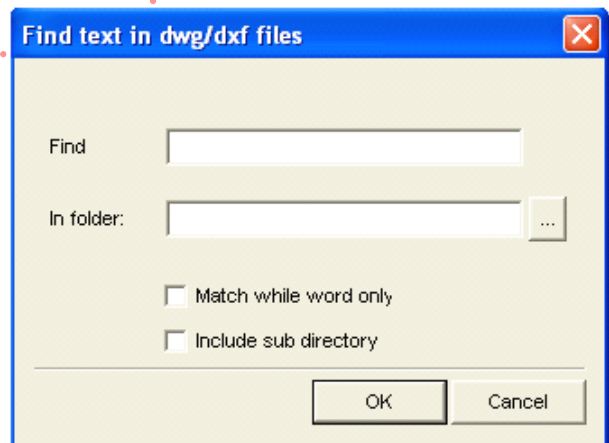 Find text in dwg/dxf files
Find
In folder:
...
Match while word only
Include sub directory
OK Cancel